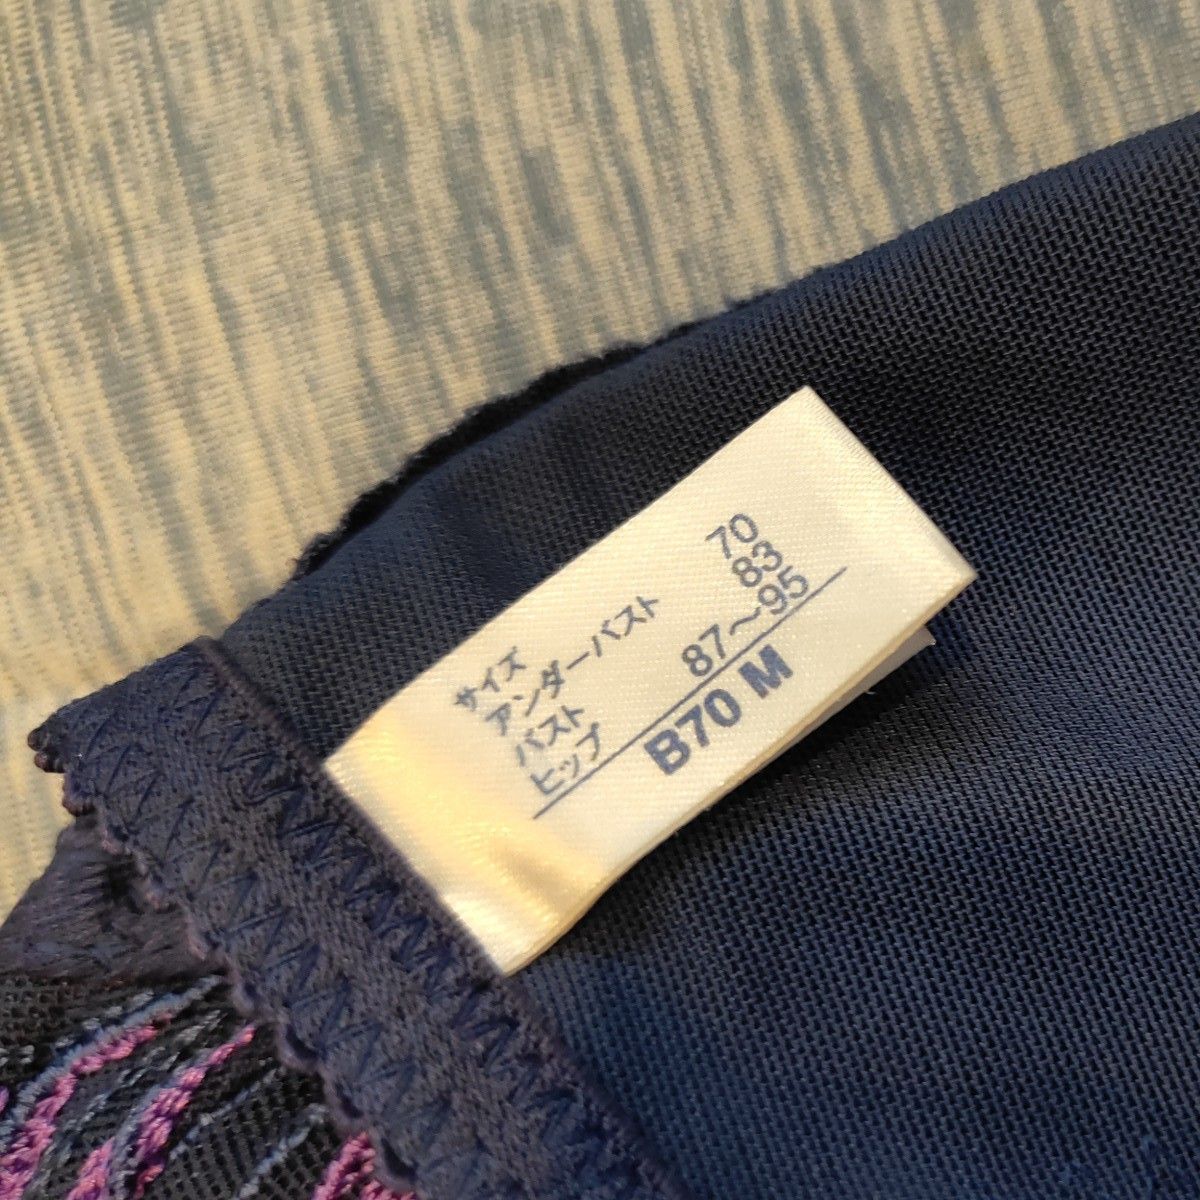 サイズ
アンダーバスト 70
バスト 83
ヒップ 87〜95
B70 M